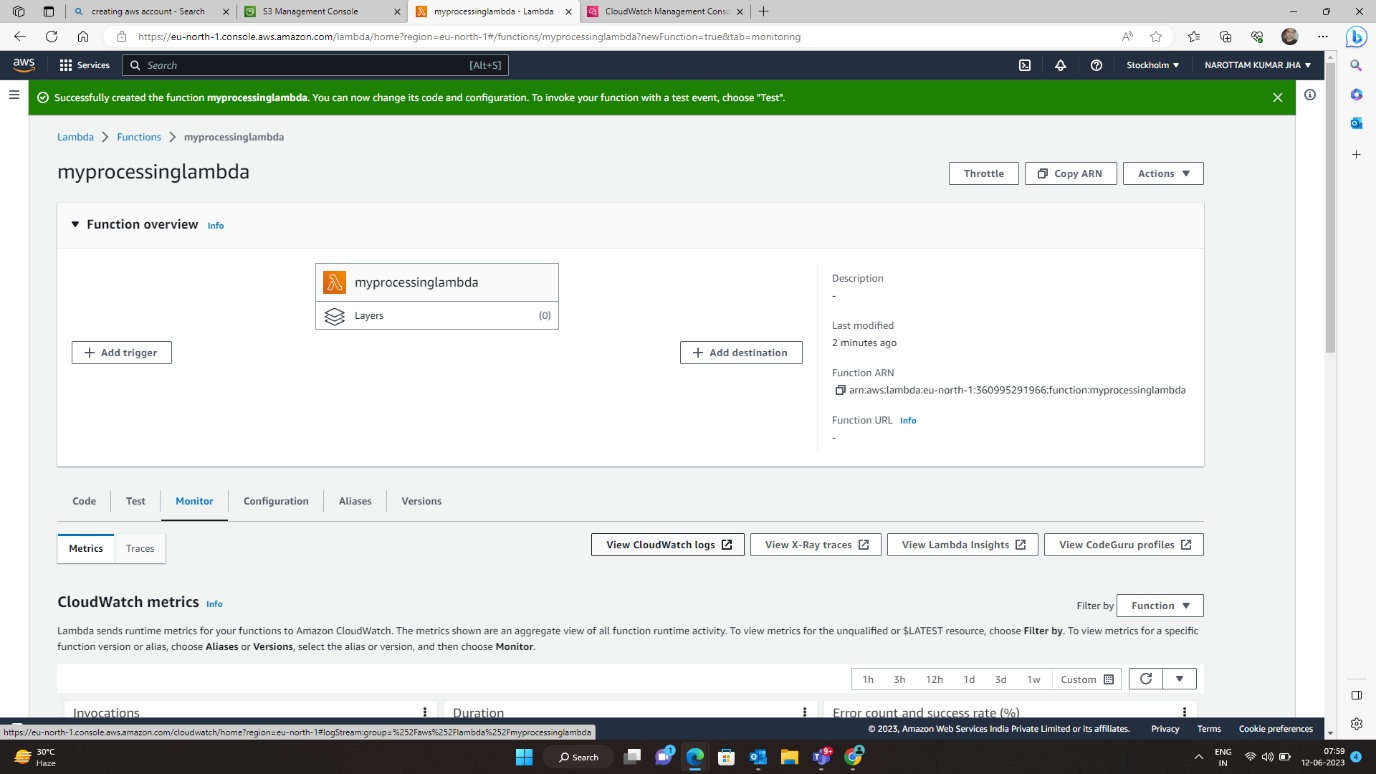 creating aws account - Search
S3 Management Console
myprocessinglambda - Lambda
CloudWatch Management Cons
https://eu-north-1.console.aws.amazon.com/lambda/home?region=eu-north-1#/functions/myprocessinglambda?newFunction=true&tab=monitoring
aws Services Search [Alt+S] Stockholm NAROTTAM KUMAR JHA
Successfully created the function myprocessinglambda. You can now change its code and configuration. To invoke your function with a test event, choose "Test".
Lambda Functions myprocessinglambda
myprocessinglambda
Throttle Copy ARN Actions
Function overview Info
myprocessinglambda
Layers (0)
+ Add trigger
+ Add destination
Description
-
Last modified
2 minutes ago
Function ARN
arn:aws:lambda:eu-north-1:360995291966:function:myprocessinglambda
Function URL Info
-
Code Test Monitor Configuration Aliases Versions
Metrics Traces View CloudWatch logs View X-Ray traces View Lambda Insights View CodeGuru profiles
CloudWatch metrics Info
Filter by Function
Lambda sends runtime metrics for your functions to Amazon CloudWatch. The metrics shown are an aggregate view of all function runtime activity. To view metrics for the unqualified or $LATEST resource, choose Filter by. To view metrics for a specific
function version or alias, choose Aliases or Versions, select the alias or version, and then choose Monitor.
1h 3h 12h 1d 3d 1w Custom
Invocations Duration Error count and success rate (%)
© 2023, Amazon Web Services India Private Limited or its affiliates. Privacy Terms Cookie preferences
https://eu-north-1.console.aws.amazon.com/cloudwatch/home?region=eu-north-1#logStream:group=%252Faws%252Flambda%252Fmyprocessinglambda
30°C
Haze
Search
1
9+
ENG
IN
07:59
12-06-2023
4